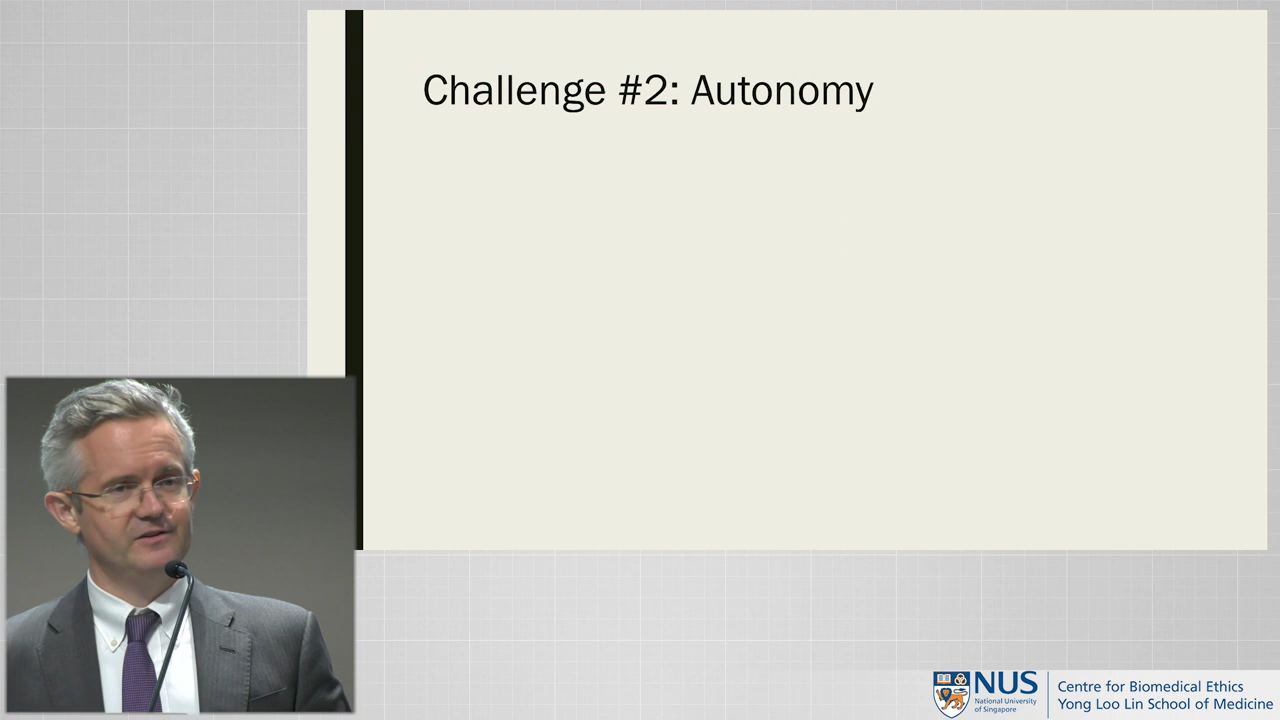 Challenge #2: Autonomy
NUS
National University
of Singapore
Centre for Biomedical Ethics
Yong Loo Lin School of Medicine